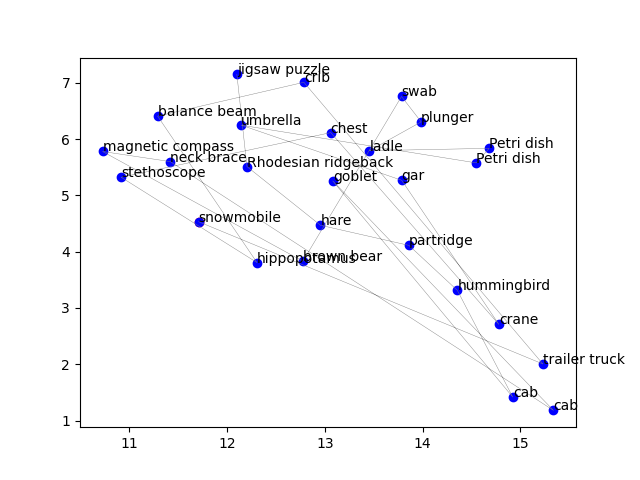 jigsaw puzzle
crib
7
swab
balance beam
umbrella
plunger
6
chest
magnetic compass
neck brace
ladle
Petri dish
Petri dish
Rhodesian ridgeback
stethoscope
goblet
gar
5
snowmobile
hare
partridge
4
hippopotamus
brown bear
hummingbird
3
crane
2
trailer truck
cab
cab
1
11 12 13 14 15